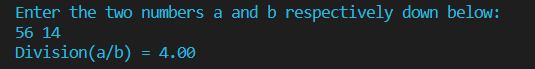 Enter the two numbers a and b respectively down below:
56 14
Division(a/b) = 4.00